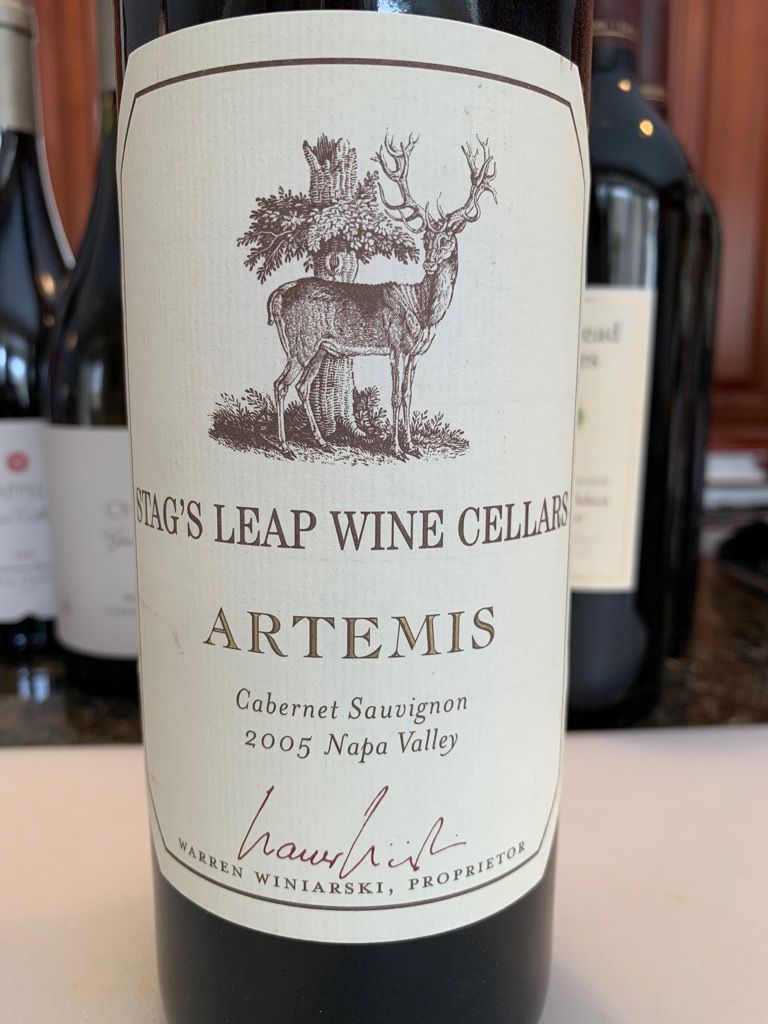 STAG'S LEAP WINE CELLARS
ARTEMIS
Cabernet Sauvignon
2005 Napa Valley
WARREN WINIARSKI, PROPRIETOR